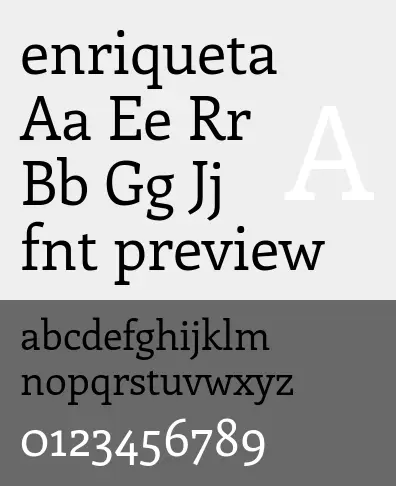 enriqueta
Aa Ee Rr
A
Bb Gg Jj
fnt preview
abcdefghijklm
nopqrstuvwxyz
0123456789